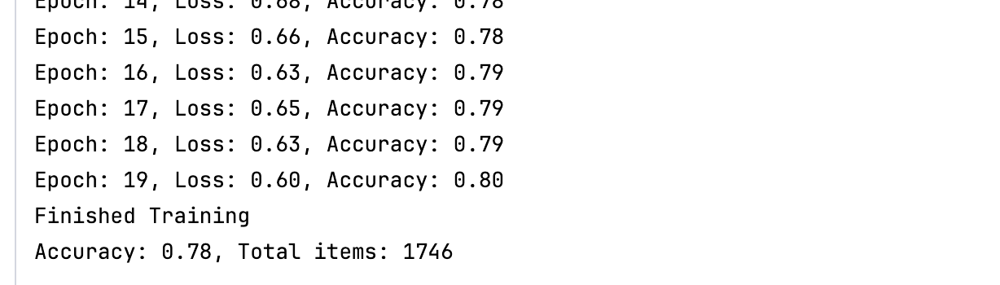 Epoch: 14, Loss: 0.68, Accuracy: 0.78
Epoch: 15, Loss: 0.66, Accuracy: 0.78
Epoch: 16, Loss: 0.63, Accuracy: 0.79
Epoch: 17, Loss: 0.65, Accuracy: 0.79
Epoch: 18, Loss: 0.63, Accuracy: 0.79
Epoch: 19, Loss: 0.60, Accuracy: 0.80
Finished Training
Accuracy: 0.78, Total items: 1746